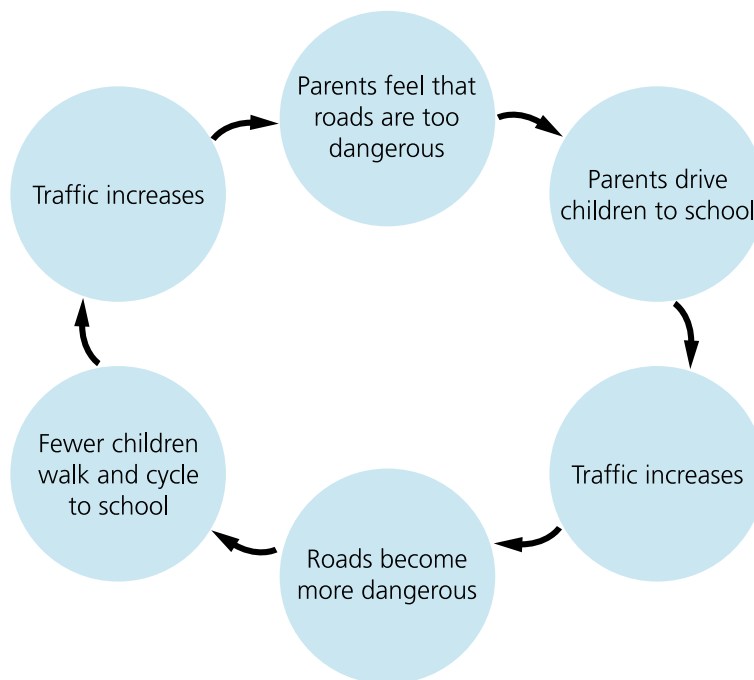 Parents feel that
roads are too
dangerous
Parents drive
children to school
Traffic increases
Roads become
more dangerous
Fewer children
walk and cycle
to school
Traffic increases